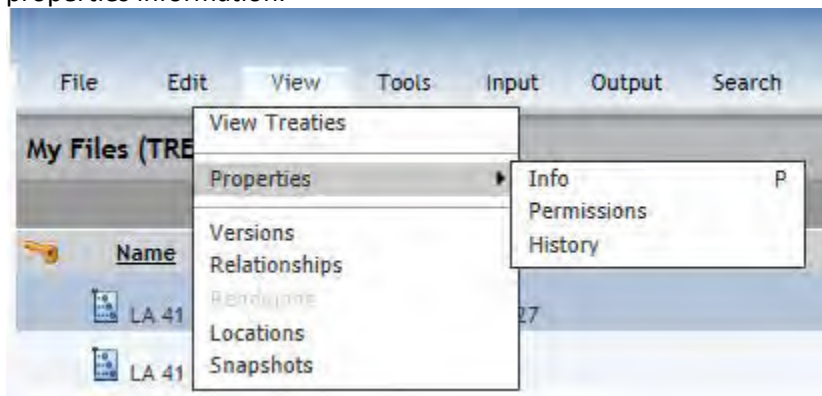 properties information.
File Edit View Tools Input Output Search
My Files (TRE
View Treaties
Properties
Info P
Permissions
History
Name
Versions
Relationships
Renditions
LA 41
27
Locations
Snapshots
LA 41